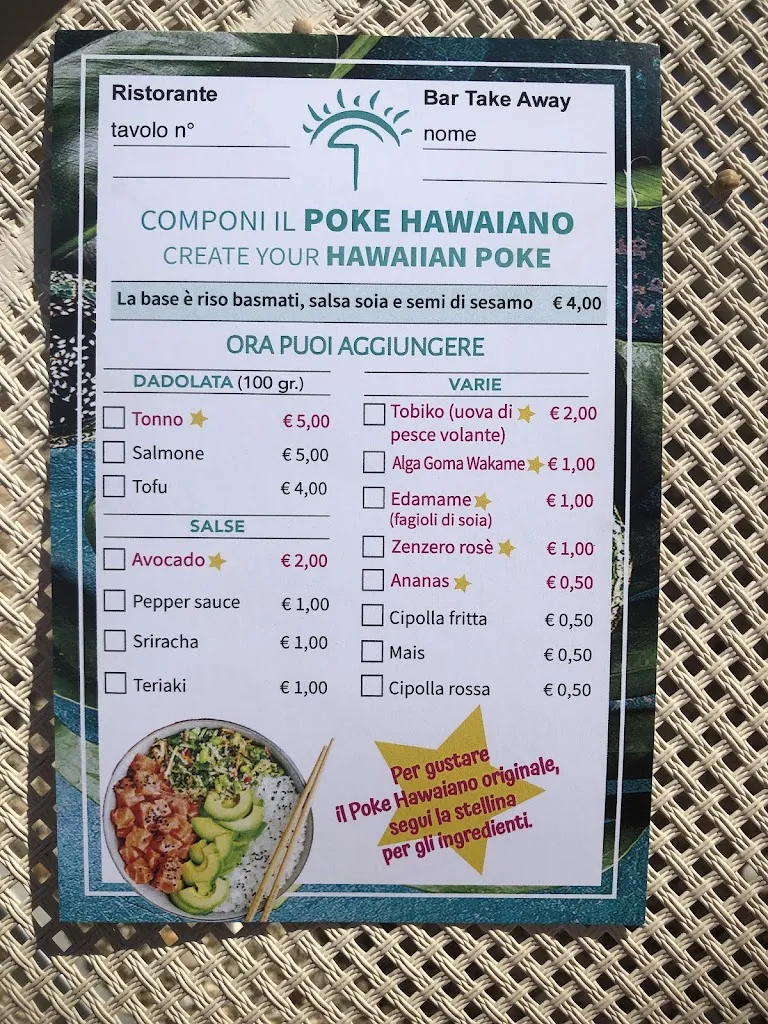 Ristorante
tavolo n°
Bar Take Away
nome
COMPONI IL POKE HAWAIANO
CREATE YOUR HAWAIIAN POKE
La base è riso basmati, salsa soia e semi di sesamo € 4,00
ORA PUOI AGGIUNGERE
DADOLATA (100 gr.)
Tonno € 5,00
Salmone € 5,00
Tofu € 4,00
SALSE
Avocado € 2,00
Pepper sauce € 1,00
Sriracha € 1,00
Teriaki € 1,00
VARIE
Tobiko (uova di € 2,00
pesce volante)
Alga Goma Wakame € 1,00
Edamame € 1,00
(fagioli di soia)
Zenzero rosè € 1,00
Ananas € 0,50
Cipolla fritta € 0,50
Mais € 0,50
Cipolla rossa € 0,50
Per gustare
il Poke Hawaiano originale,
segui la stellina
per gli ingredienti.